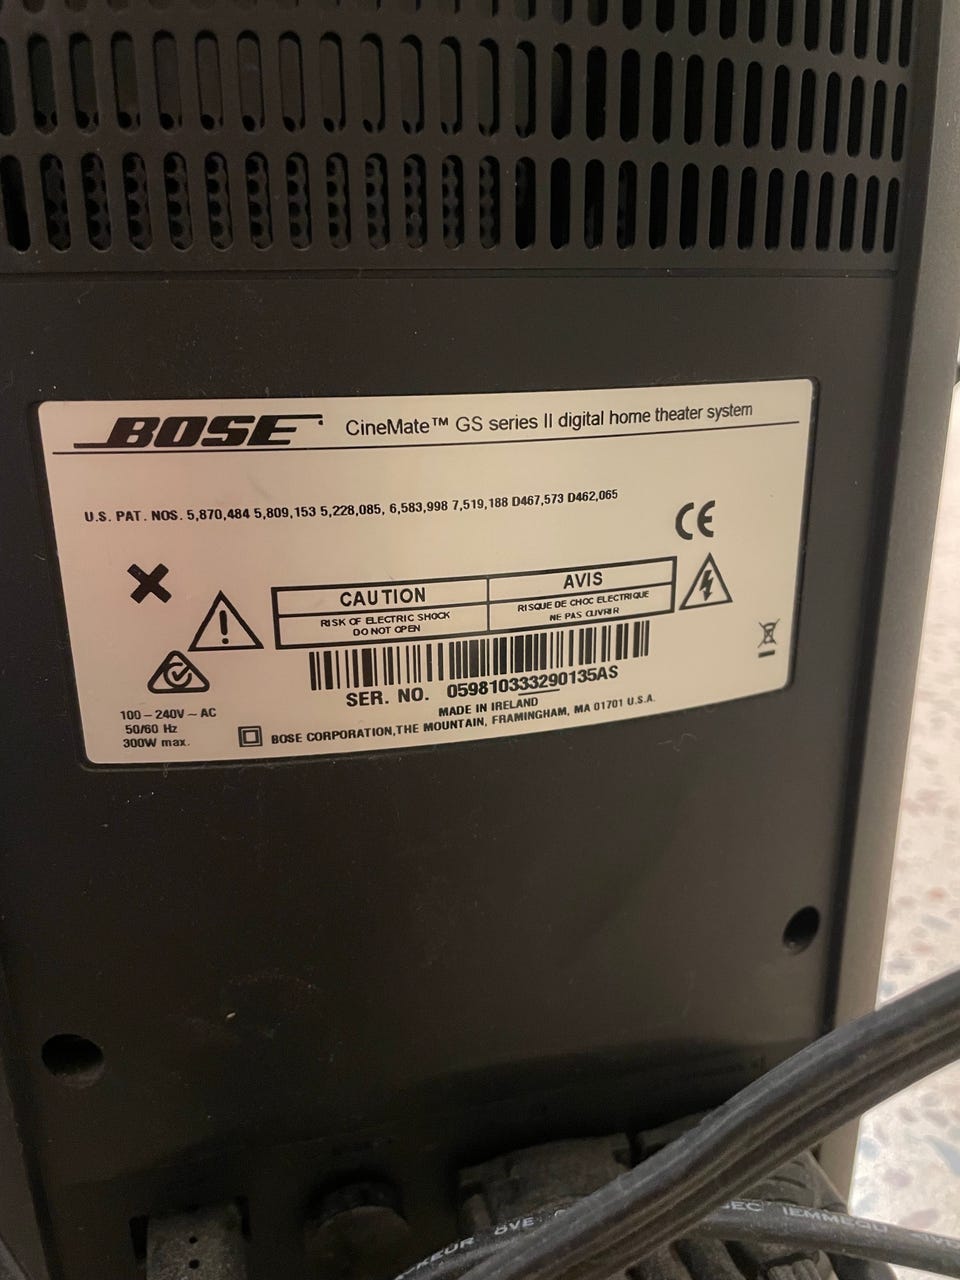 BOSE
CineMate™ GS series II digital home theater system
U.S. PAT. NOS. 5,870,484 5,809,153 5,228,085, 6,583,998 7,519,188 D467,573 D462,065
CE
CAUTION
RISK OF ELECTRIC SHOCK
DO NOT OPEN
AVIS
RISQUE DE CHOC ELECTRIQUE
NE PAS OUVRIR
SER. NO. 059810333290135AS
100 – 240V ~ AC
50/60 Hz
300W max.
MADE IN IRELAND
BOSE CORPORATION, THE MOUNTAIN, FRAMINGHAM, MA 01701 U.S.A.